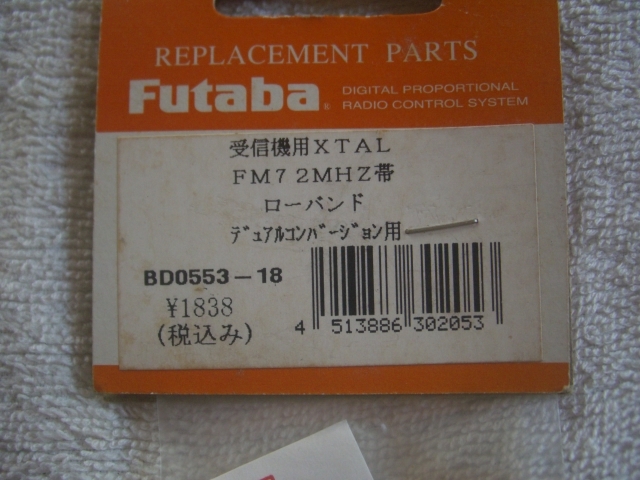 REPLACEMENT PARTS
Futaba® DIGITAL PROPORTIONAL
RADIO CONTROL SYSTEM
受信機用XTAL
FM72MHZ帯
ローバンド
ﾃﾞｭｱﾙｺﾝﾊﾞｰｼﾞｮﾝ用
BD0553-18
¥1838
(税込み)
4 513886 302053